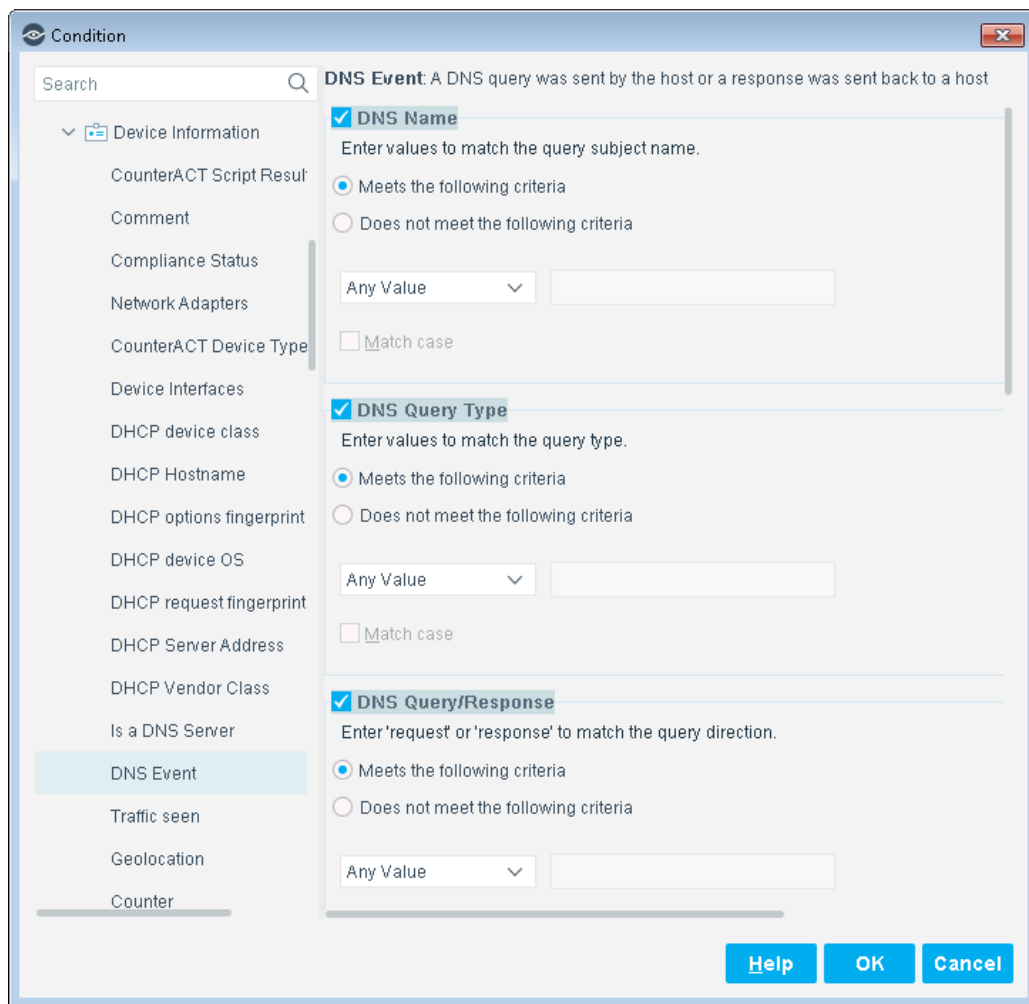 Condition
Search
Device Information
CounterACT Script Resul
Comment
Compliance Status
Network Adapters
CounterACT Device Type
Device Interfaces
DHCP device class
DHCP Hostname
DHCP options fingerprint
DHCP device OS
DHCP request fingerprint
DHCP Server Address
DHCP Vendor Class
Is a DNS Server
DNS Event
Traffic seen
Geolocation
Counter
DNS Event: A DNS query was sent by the host or a response was sent back to a host
DNS Name
Enter values to match the query subject name.
Meets the following criteria
Does not meet the following criteria
Any Value
Match case
DNS Query Type
Enter values to match the query type.
Meets the following criteria
Does not meet the following criteria
Any Value
Match case
DNS Query/Response
Enter 'request' or 'response' to match the query direction.
Meets the following criteria
Does not meet the following criteria
Any Value
Help OK Cancel